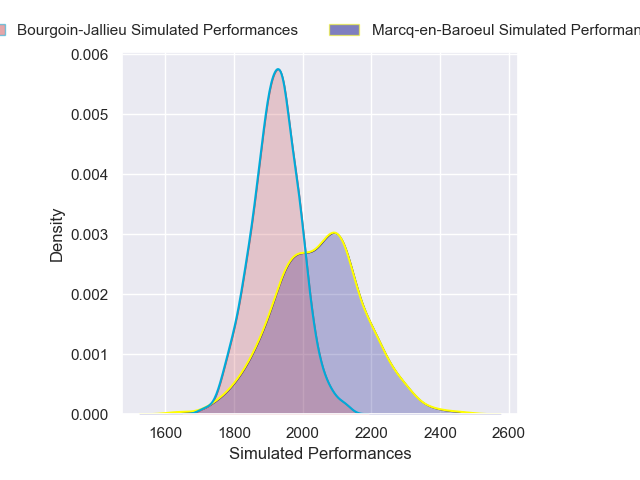 Bourgoin-Jallieu Simulated Performances
Marcq-en-Baroeul Simulated
0.006
0.005
0.004
0.003
0.002
0.001
0.000
Density
1600 1800 2000 2200 2400 2600
Simulated Performances